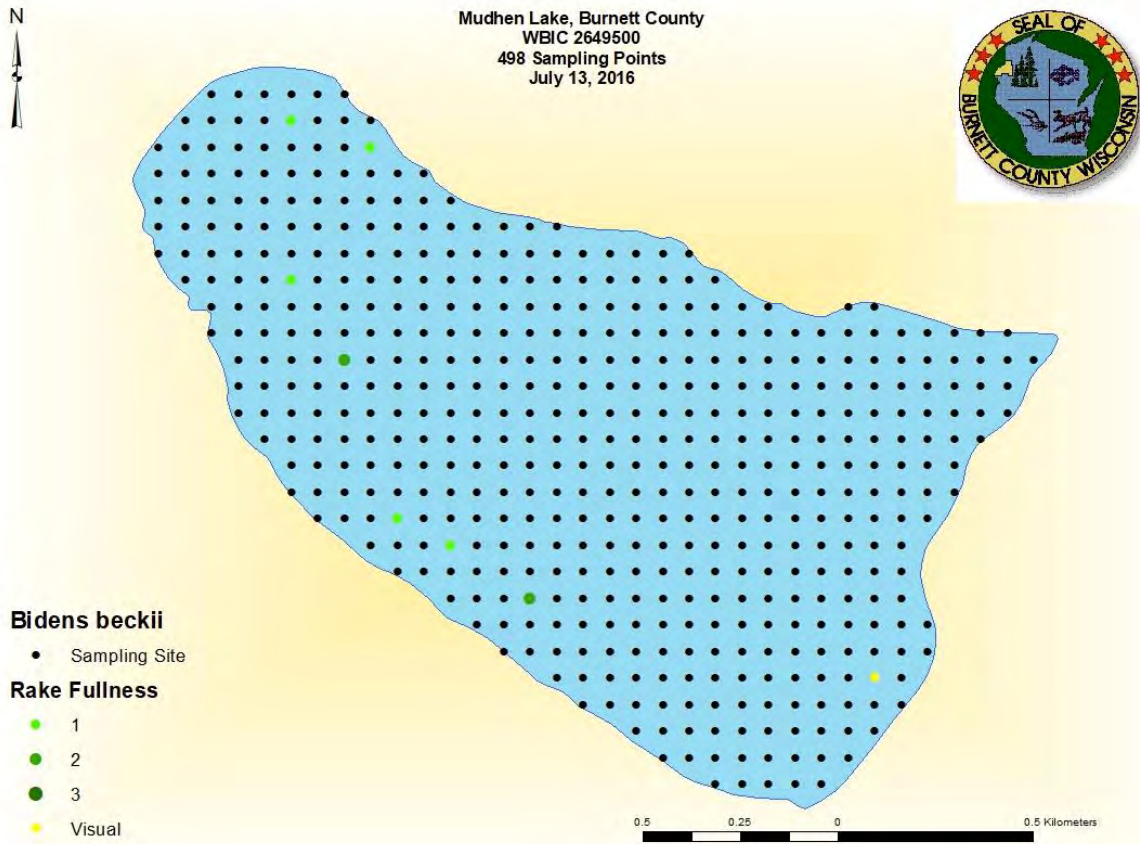 N
Mudhen Lake, Burnett County
WBIC 2649500
498 Sampling Points
July 13, 2016
SEAL OF
BURNETT COUNTY WISCONSIN
Bidens beckii
Sampling Site
Rake Fullness
1
2
3
Visual
0.5 0.25 0 0.5 Kilometers